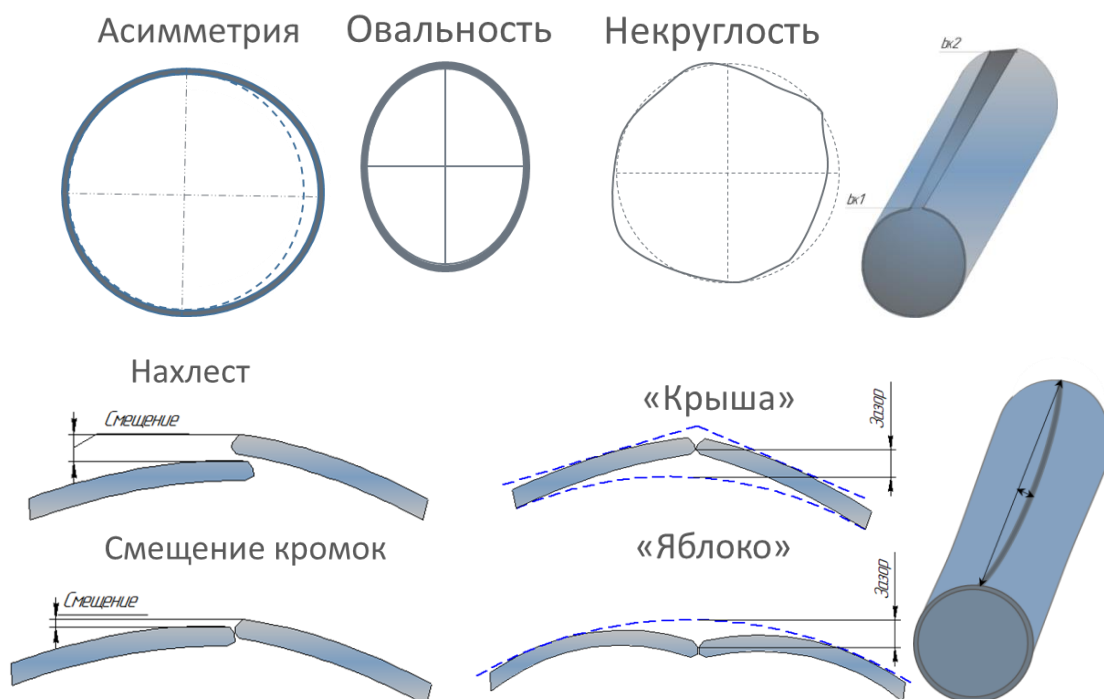 Асимметрия
Овальность
Некруглость
bк2
bк1
Нахлест
Смещение
«Крыша»
Зазор
Смещение кромок
Смещение
«Яблоко»
Зазор